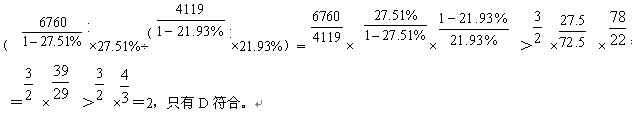 ( 6760/1－27.51% ×27.51%÷( 4119/1－21.93% ×21.93%) ＝ 6760/4119 × 27.51%/1－27.51% × 1－21.93%/21.93% ＞ 3/2 × 27.5/72.5 × 78/22
＝ 3/2 × 39/29 ＞ 3/2 × 4/3 ＝2，只有 D 符合。